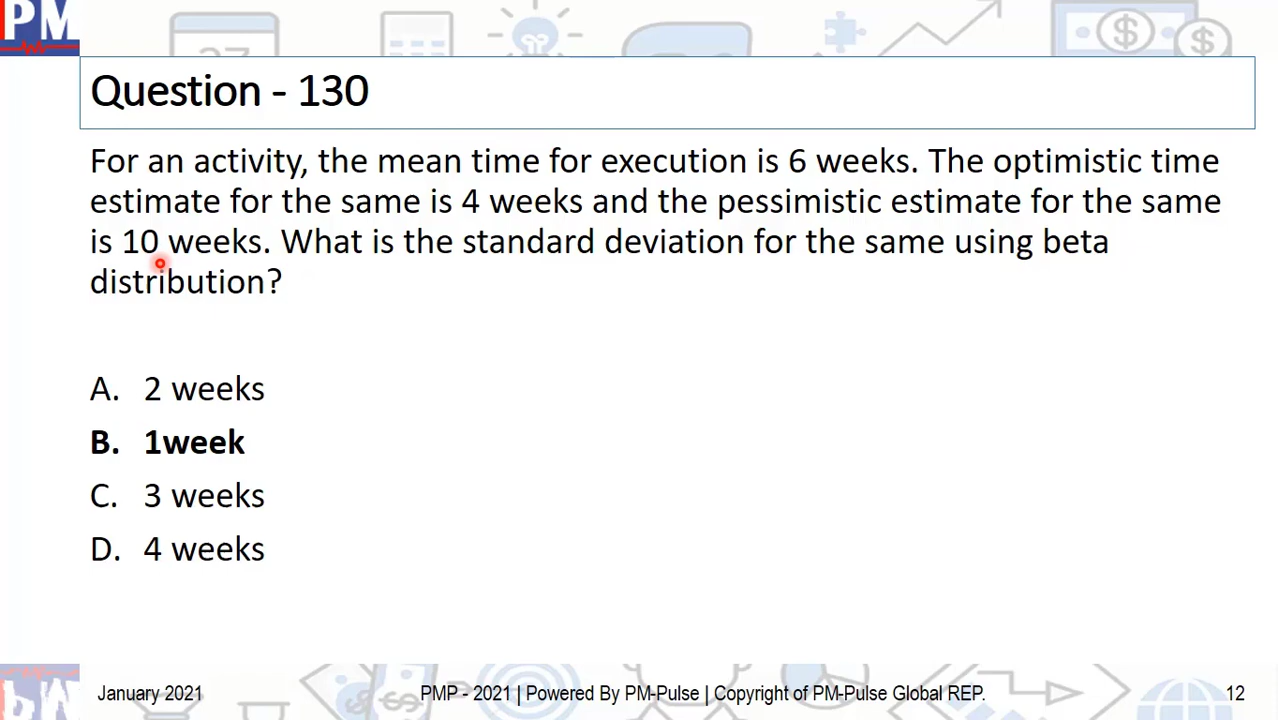 PM
27
Question - 130
For an activity, the mean time for execution is 6 weeks. The optimistic time
estimate for the same is 4 weeks and the pessimistic estimate for the same
is 10 weeks. What is the standard deviation for the same using beta
distribution?
A. 2 weeks
B. 1week
C. 3 weeks
D. 4 weeks
January 2021
PMP - 2021 | Powered By PM-Pulse | Copyright of PM-Pulse Global REP.
12